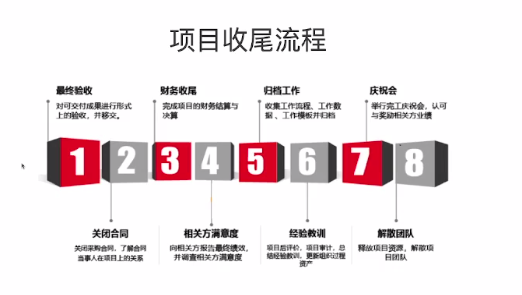 项目收尾流程
最终验收
对可交付成果进行形式
上的验收，并移交。
财务收尾
完成项目的财务结算与
决算
归档工作
收集工作流程、工作数
据 、工作模板并归档
庆祝会
举行完工庆祝会，认可
与奖励相关方业绩
1 2 3 4 5 6 7 8
关闭合同
关闭采购合同，了解合同
当事人在项目上的关系
相关方满意度
向相关方报告最终绩效，
并调查相关方满意度
经验教训
项目后评价、项目审计、总
结经验教训、更新组织过程
资产
解散团队
释放项目资源，解散项
目团队